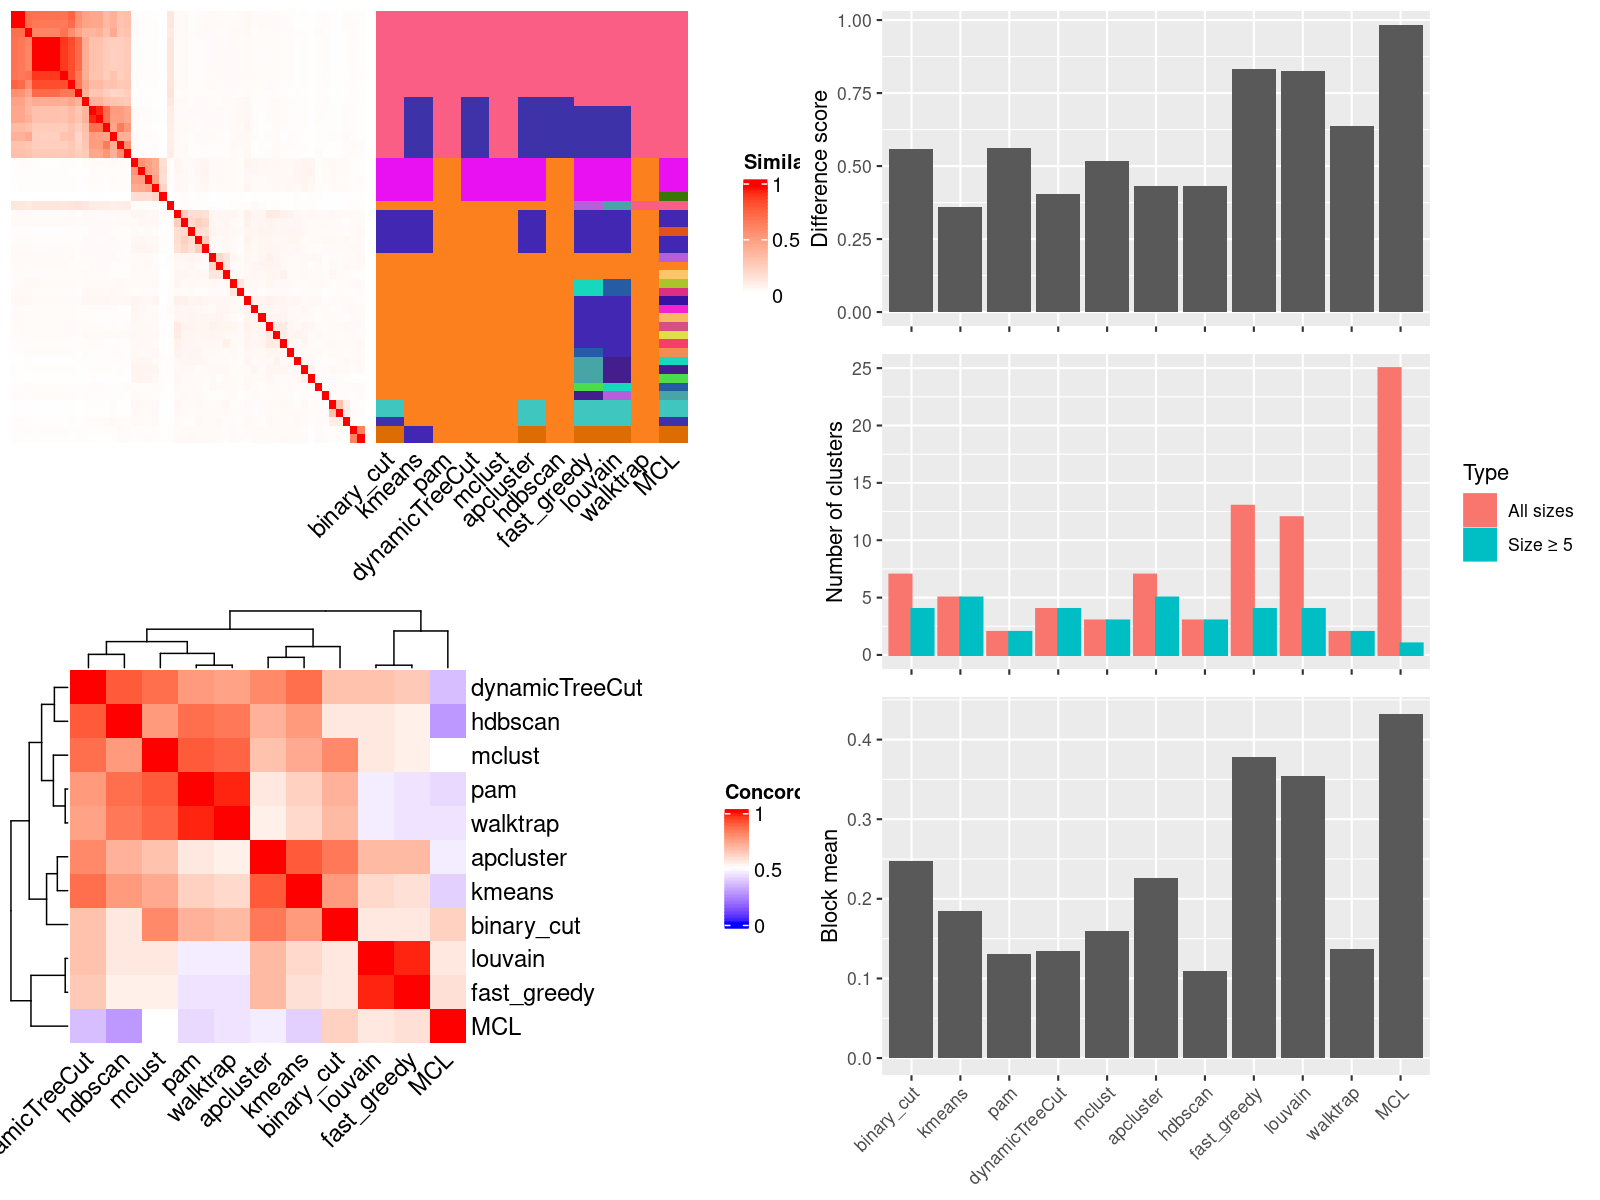 Simila
1
0.5
0
binary_cut
kmeans
pam
dynamicTreeCut
mclust
apcluster
hdbscan
fast_greedy
louvain
walktrap
MCL
dynamicTreeCut
hdbscan
mclust
pam
walktrap
apcluster
kmeans
binary_cut
louvain
fast_greedy
MCL
Concord
1
0.5
0
amicTreeCut
hdbscan
mclust
pam
walktrap
apcluster
kmeans
binary_cut
louvain
fast_greedy
MCL
Difference score
1.00
0.75
0.50
0.25
0.00
Number of clusters
25
20
15
10
5
0
Type
All sizes
Size ≥ 5
Block mean
0.4
0.3
0.2
0.1
0.0
binary_cut
kmeans
pam
dynamicTreeCut
mclust
apcluster
hdbscan
fast_greedy
louvain
walktrap
MCL